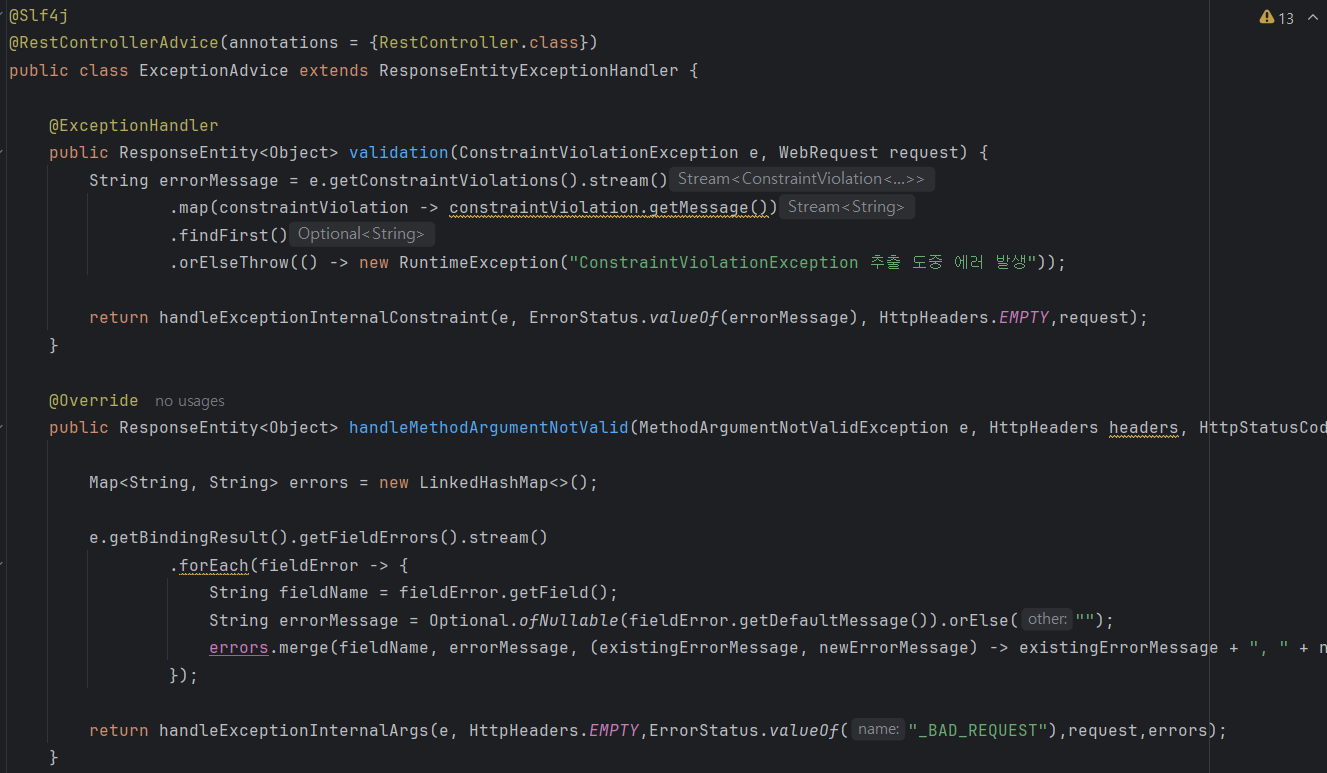 @Slf4j
13
@RestControllerAdvice(annotations = {RestController.class})
public class ExceptionAdvice extends ResponseEntityExceptionHandler {
@ExceptionHandler
public ResponseEntity<Object> validation(ConstraintViolationException e, WebRequest request) {
String errorMessage = e.getConstraintViolations().stream() Stream<ConstraintViolation<...>>
.map(constraintViolation -> constraintViolation.getMessage()) Stream<String>
.findFirst() Optional<String>
.orElseThrow(() -> new RuntimeException("ConstraintViolationException 추출 도중 에러 발생"));
return handleExceptionInternalConstraint(e, ErrorStatus.valueOf(errorMessage), HttpHeaders.EMPTY,request);
}
@Override no usages
public ResponseEntity<Object> handleMethodArgumentNotValid(MethodArgumentNotValidException e, HttpHeaders headers, HttpStatusCod
Map<String, String> errors = new LinkedHashMap<>();
e.getBindingResult().getFieldErrors().stream()
.forEach(fieldError -> {
String fieldName = fieldError.getField();
String errorMessage = Optional.ofNullable(fieldError.getDefaultMessage()).orElse( other: "");
errors.merge(fieldName, errorMessage, (existingErrorMessage, newErrorMessage) -> existingErrorMessage + ", " + n
});
return handleExceptionInternalArgs(e, HttpHeaders.EMPTY,ErrorStatus.valueOf( name: "_BAD_REQUEST"),request,errors);
}